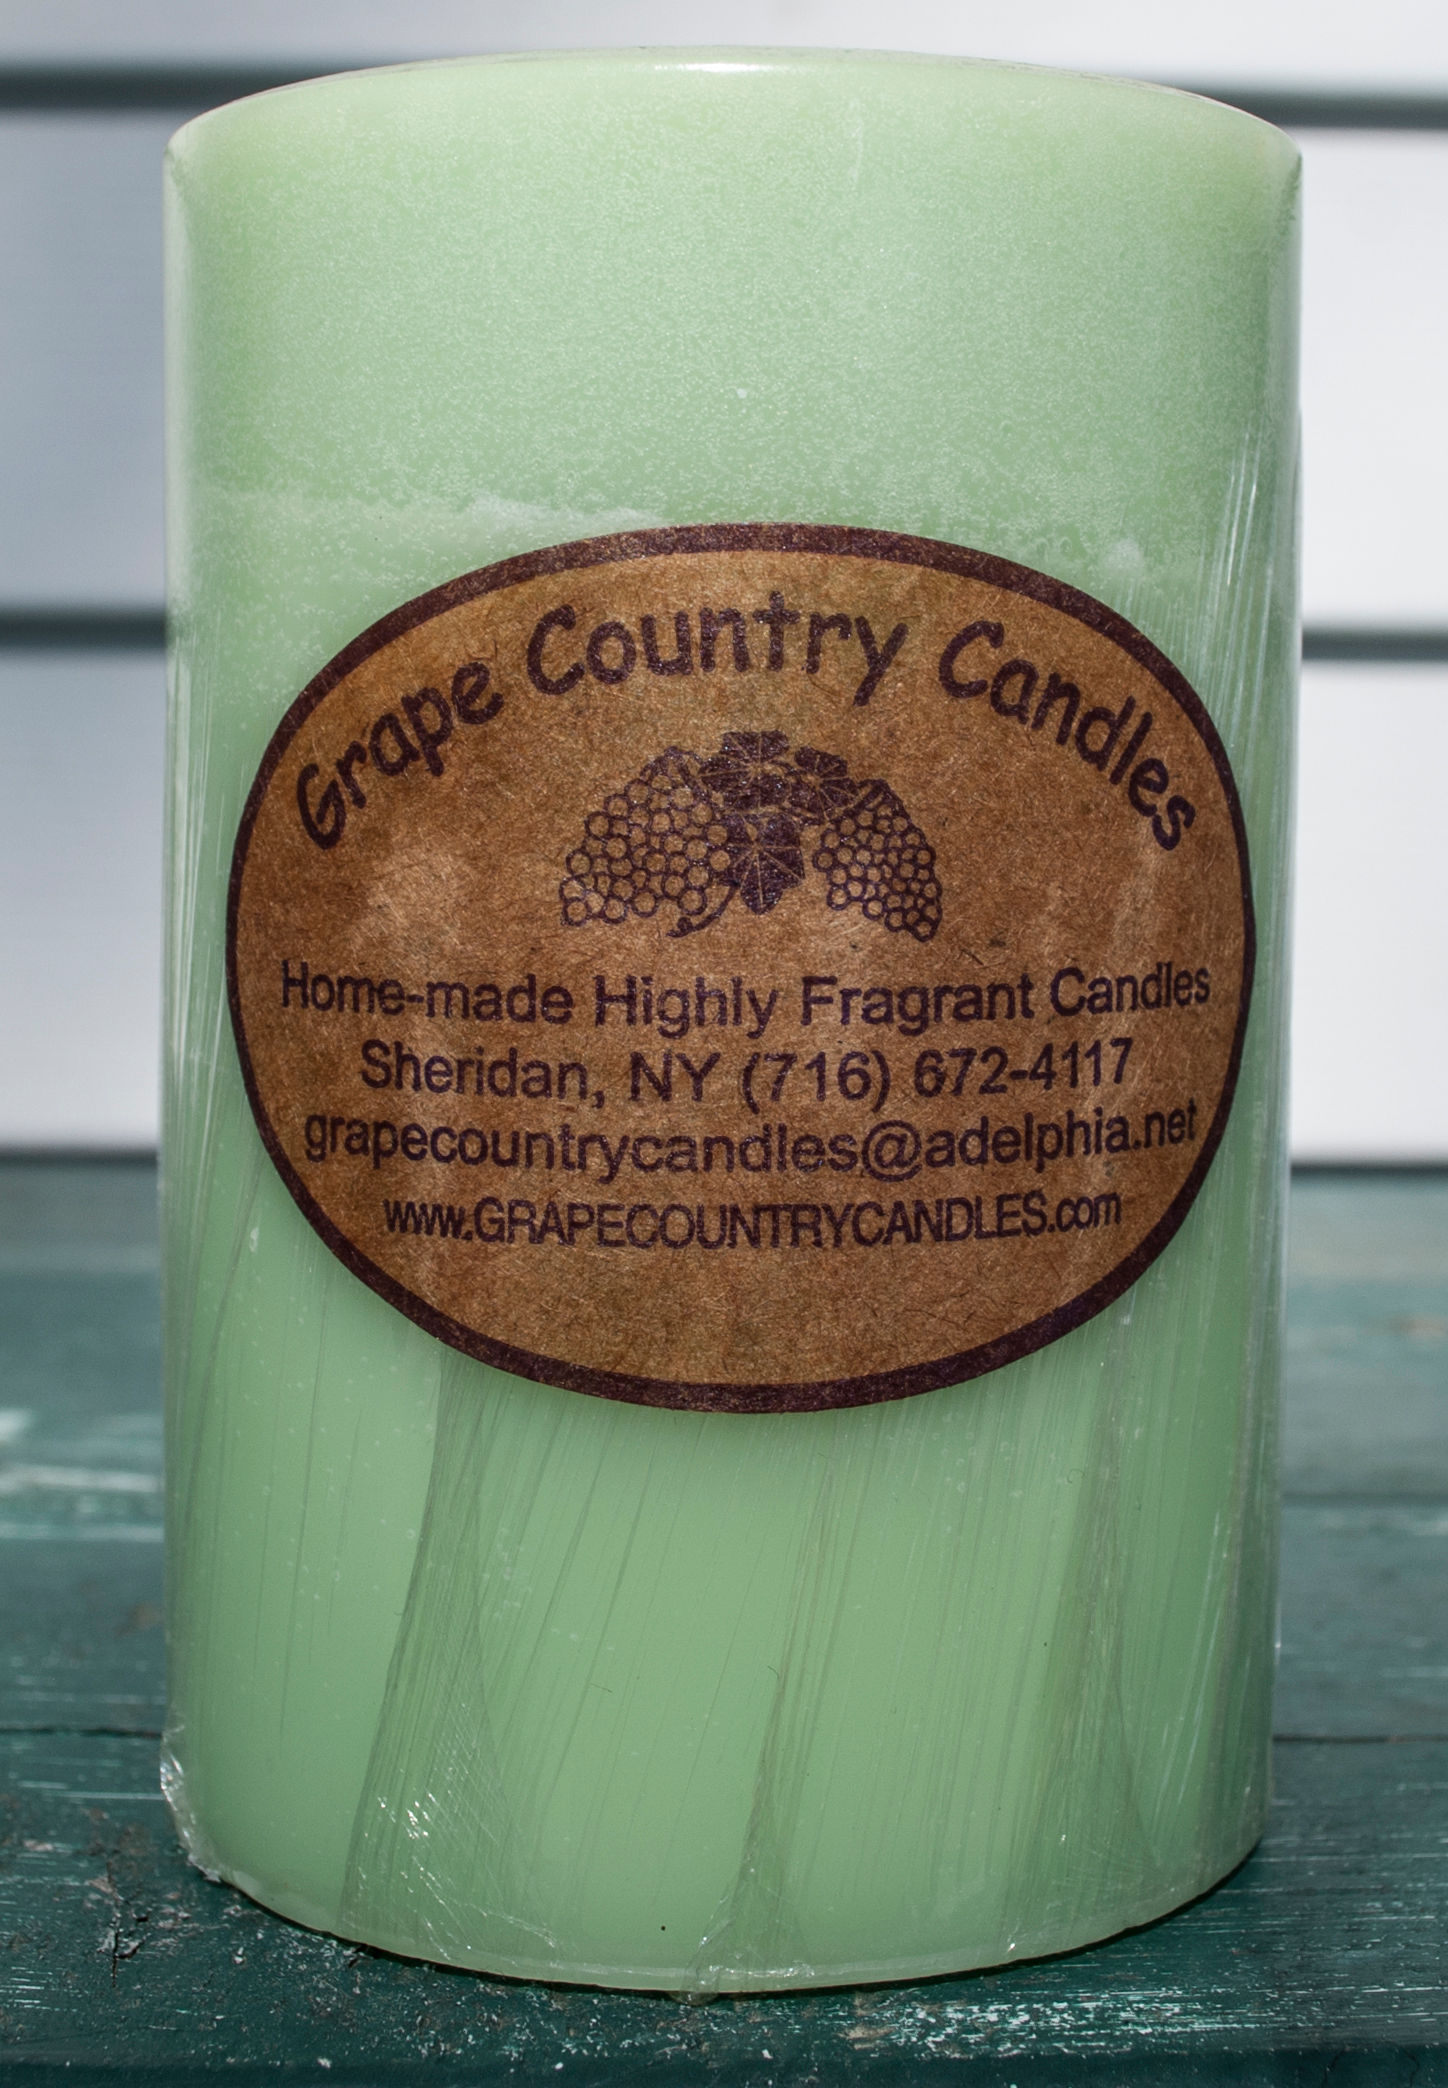 Grape Country Candles
Home-made Highly Fragrant Candles
Sheridan, NY (716) 672-4117
grapecountrycandles@adelphia.net
www.GRAPECOUNTRYCANDLES.com